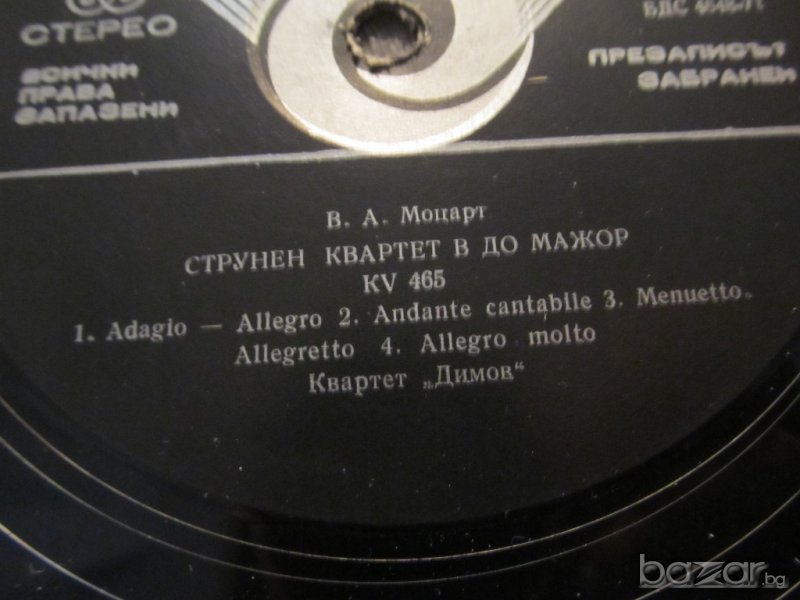 СТЕРЕО
ВСИЧКИ
ПРАВА
ЗАПАЗЕНИ
БДС
ПРЕЗАПИСЪТ
ЗАБРАНЕН
В. А. Моцарт
СТРУНЕН КВАРТЕТ В ДО МАЖОР
KV 465
1. Adagio — Allegro 2. Andante cantabile 3. Menuetto.
Allegretto 4. Allegro molto
Квартет „Димов“
bazar.bg